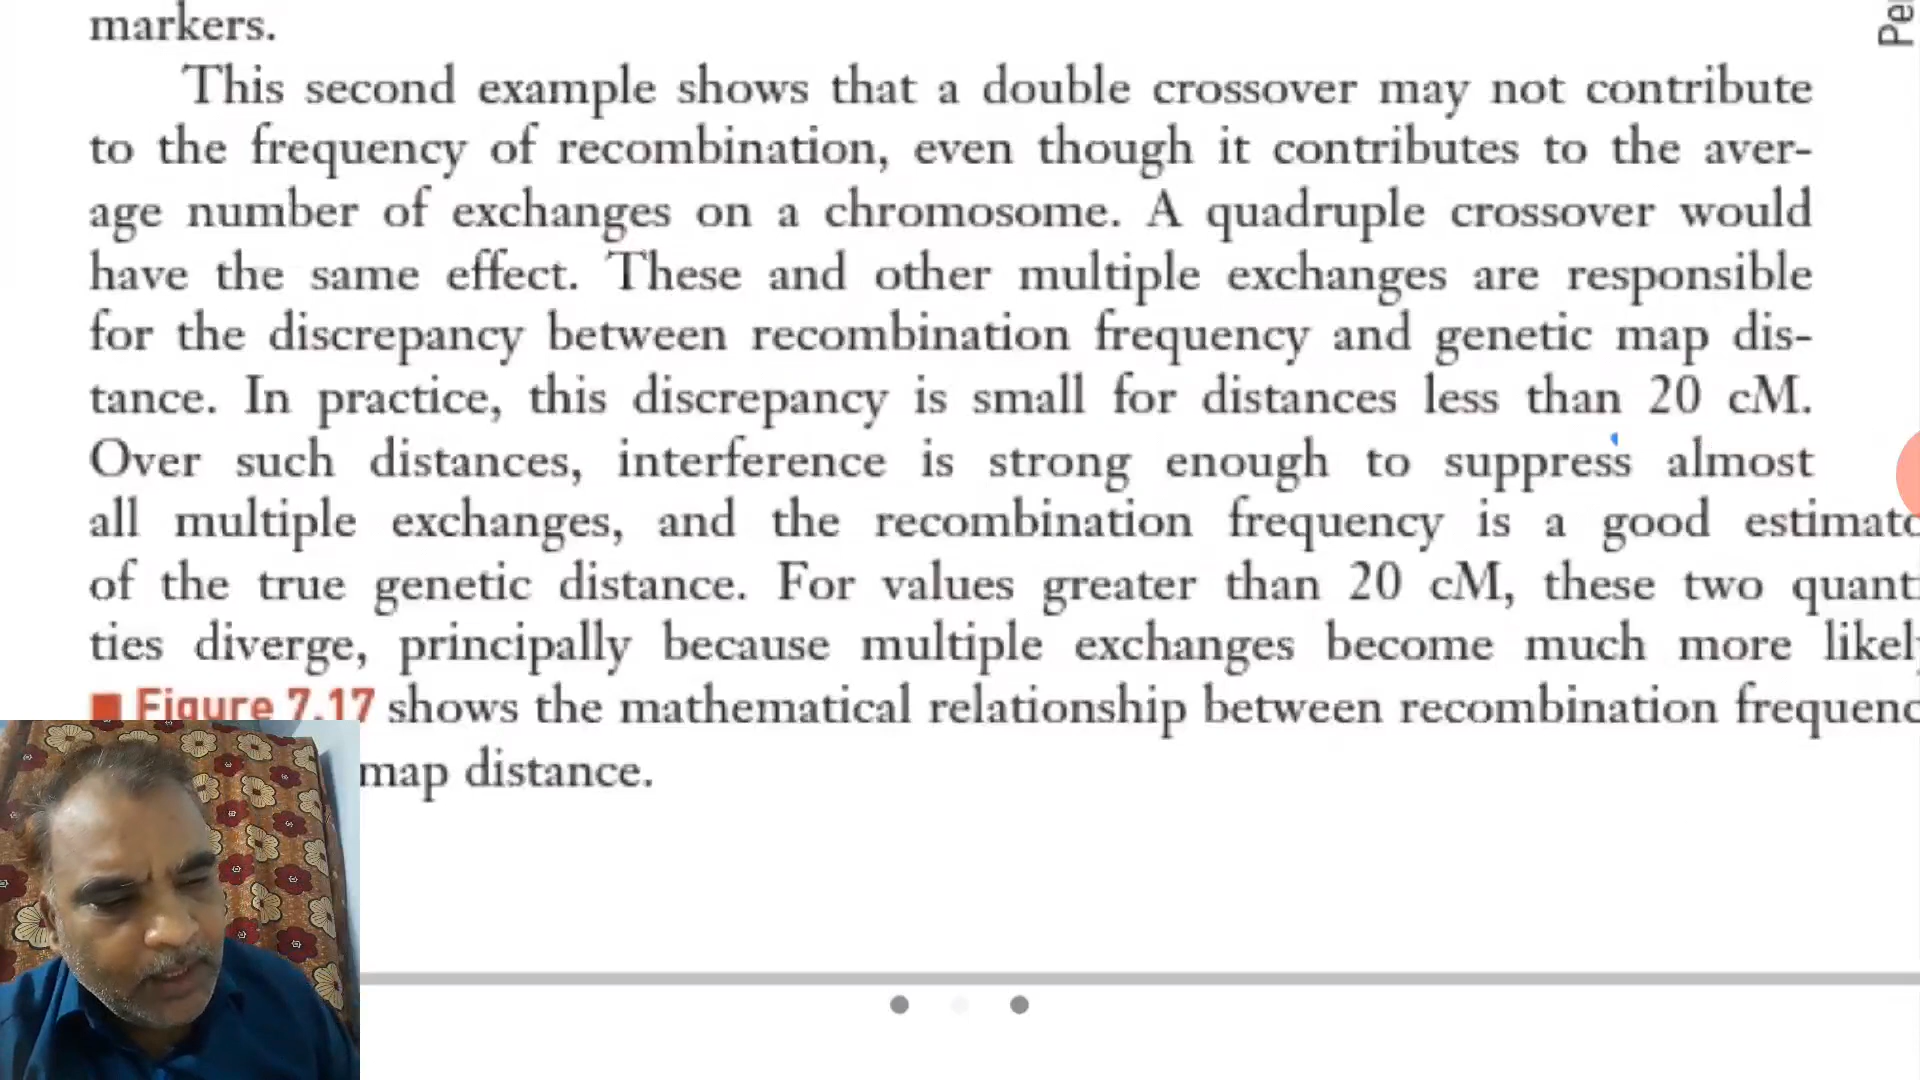 markers.
This second example shows that a double crossover may not contribute
to the frequency of recombination, even though it contributes to the aver-
age number of exchanges on a chromosome. A quadruple crossover would
have the same effect. These and other multiple exchanges are responsible
for the discrepancy between recombination frequency and genetic map dis-
tance. In practice, this discrepancy is small for distances less than 20 cM.
Over such distances, interference is strong enough to suppress almost
all multiple exchanges, and the recombination frequency is a good
of the true genetic distance. For values greater than 20 cM, these two
ties diverge, principally because multiple exchanges become much more
Figure 7.17 shows the mathematical relationship between recombination
map distance.